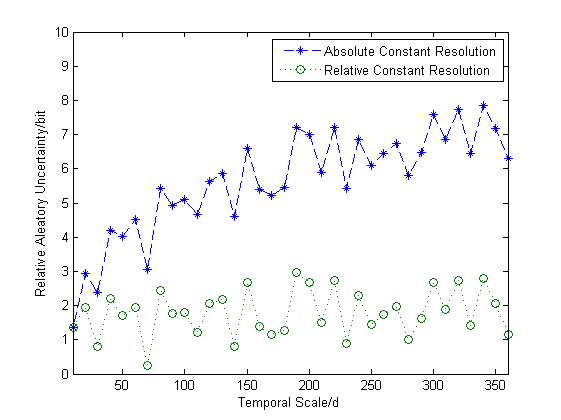 10
9
8
7
6
5
4
3
2
1
0
Relative Aleatory Uncertainty/bit
Absolute Constant Resolution
Relative Constant Resolution
50 100 150 200 250 300 350
Temporal Scale/d